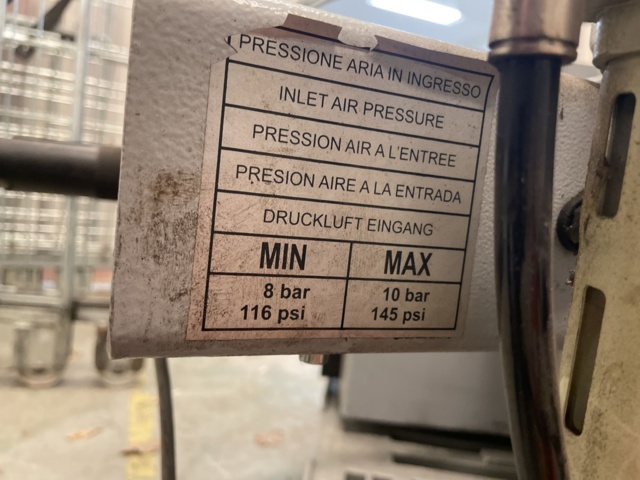 PRESSIONE ARIA IN INGRESSO
INLET AIR PRESSURE
PRESSION AIR A L'ENTREE
PRESION AIRE A LA ENTRADA
DRUCKLUFT EINGANG
MIN MAX
8 bar 10 bar
116 psi 145 psi